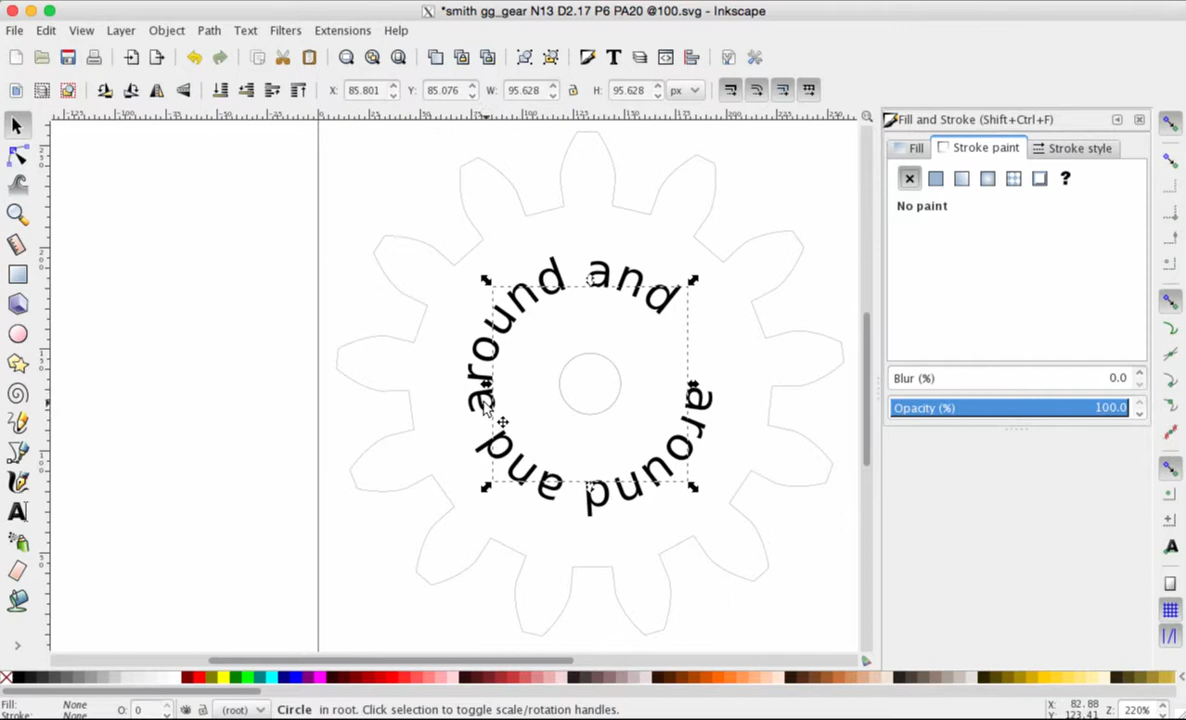 *smith gg_gear N13 D2.17 P6 PA20 @100.svg - Inkscape
File Edit View Layer Object Path Text Filters Extensions Help
X: 85.801 Y: 85.076 W: 95.628 H: 95.628 px
Fill and Stroke (Shift+Ctrl+F)
Fill Stroke paint Stroke style
?
No paint
Blur (%) 0.0
Opacity (%) 100.0
around and around and
Fill: None
Stroke: None
O: 0
(root)
Circle in root. Click selection to toggle scale/rotation handles.
X: 82.88
Y: 123.41
Z: 220%